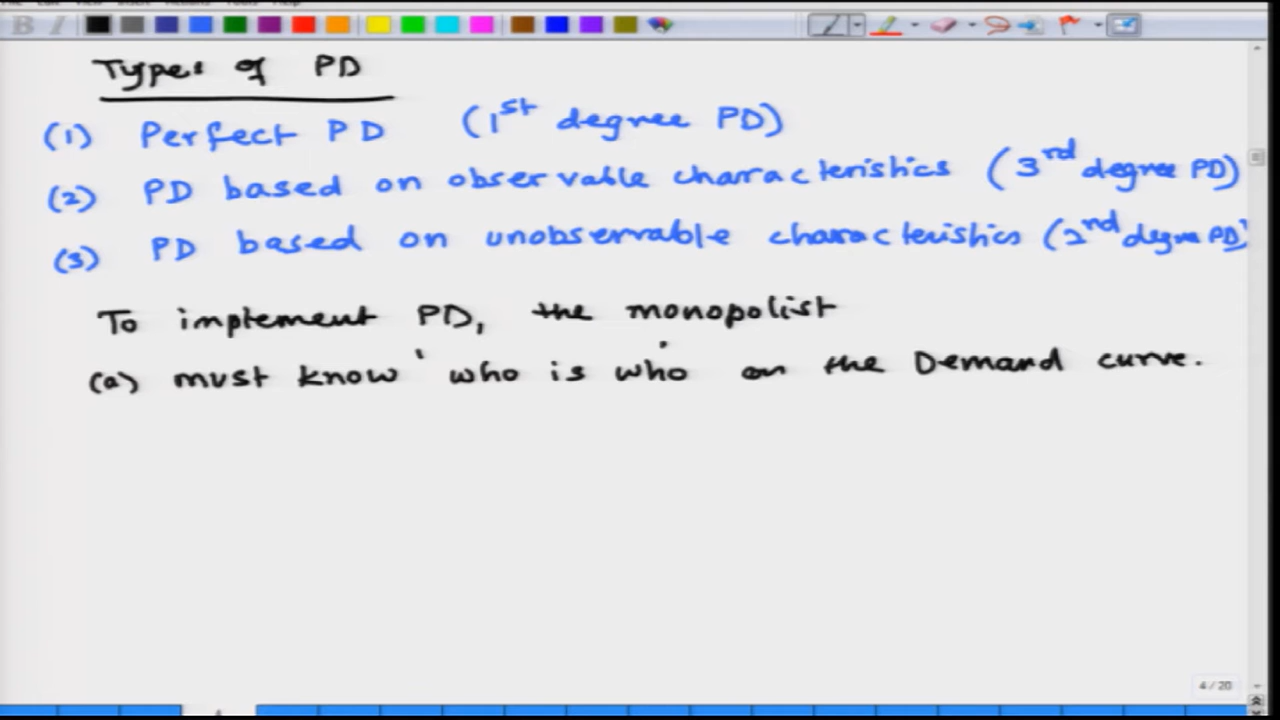 Types of PD
(1) Perfect PD (1st degree PD)
(2) PD based on observable characteristics (3rd degree PD)
(3) PD based on unobservable characteristics (2nd degree PD)
To implement PD, the monopolist
(a) must know 'who is who' on the Demand curve.
4 / 20